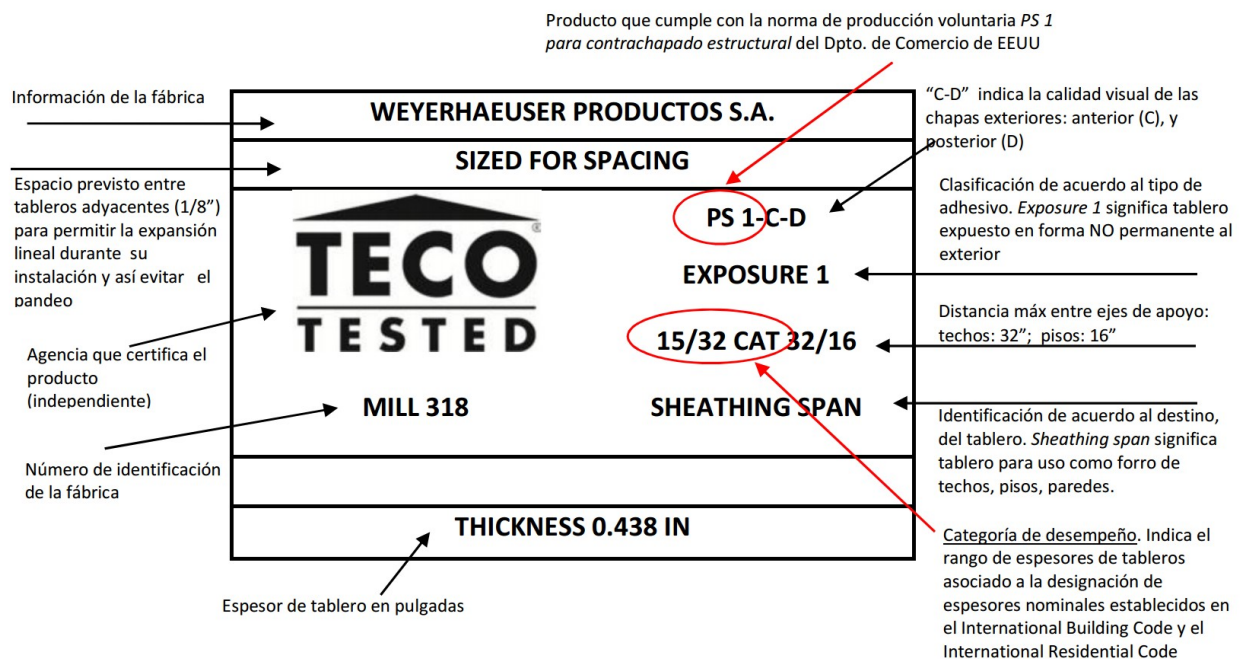 Producto que cumple con la norma de producción voluntaria PS 1
para contrachapado estructural del Dpto. de Comercio de EEUU
Información de la fábrica
WEYERHAEUSER PRODUCTOS S.A.
"C-D" indica la calidad visual de las
chapas exteriores: anterior (C), y
posterior (D)
SIZED FOR SPACING
Espacio previsto entre
tableros adyacentes (1/8")
para permitir la expansión
lineal durante su
instalación y así evitar el
pandeo
TECO®
TESTED
PS 1-C-D
Clasificación de acuerdo al tipo de
adhesivo. Exposure 1 significa tablero
expuesto en forma NO permanente al
exterior
EXPOSURE 1
Distancia máx entre ejes de apoyo:
techos: 32"; pisos: 16"
15/32 CAT 32/16
Agencia que certifica el
producto
(independiente)
MILL 318
SHEATHING SPAN
Identificación de acuerdo al destino,
del tablero. Sheathing span significa
tablero para uso como forro de
techos, pisos, paredes.
Número de identificación
de la fábrica
THICKNESS 0.438 IN
Categoría de desempeño. Indica el
rango de espesores de tableros
asociado a la designación de
espesores nominales establecidos en
el International Building Code y el
International Residential Code
Espesor de tablero en pulgadas